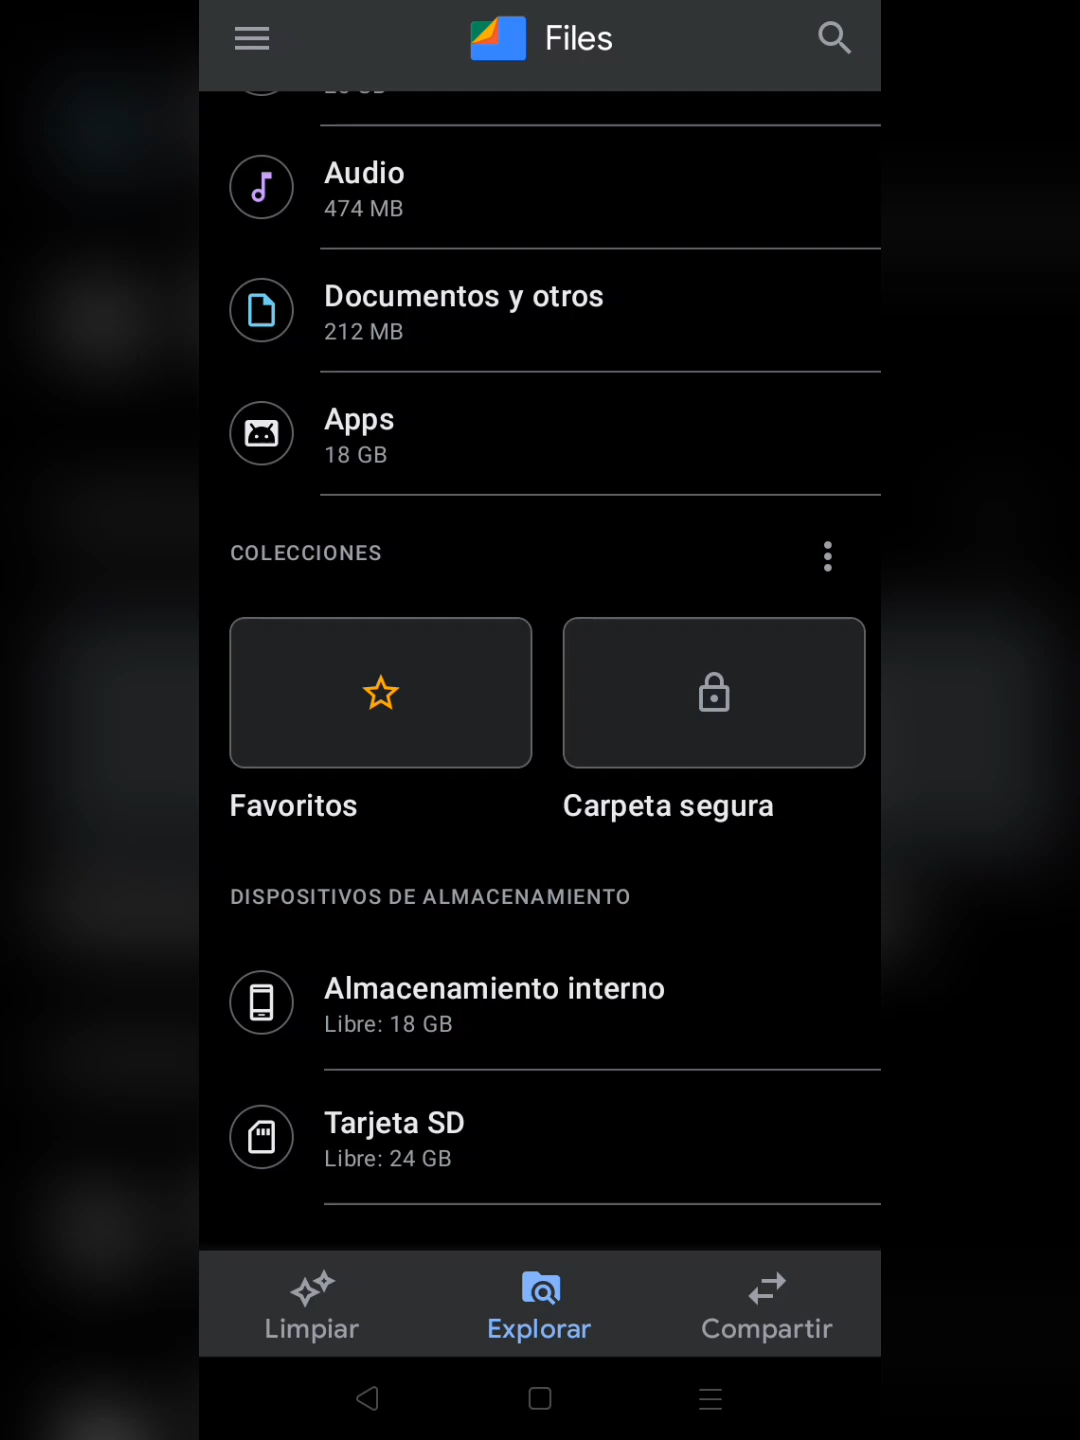 Files
Audio
474 MB
Documentos y otros
212 MB
Apps
18 GB
COLECCIONES
Favoritos
Carpeta segura
DISPOSITIVOS DE ALMACENAMIENTO
Almacenamiento interno
Libre: 18 GB
Tarjeta SD
Libre: 24 GB
Limpiar
Explorar
Compartir